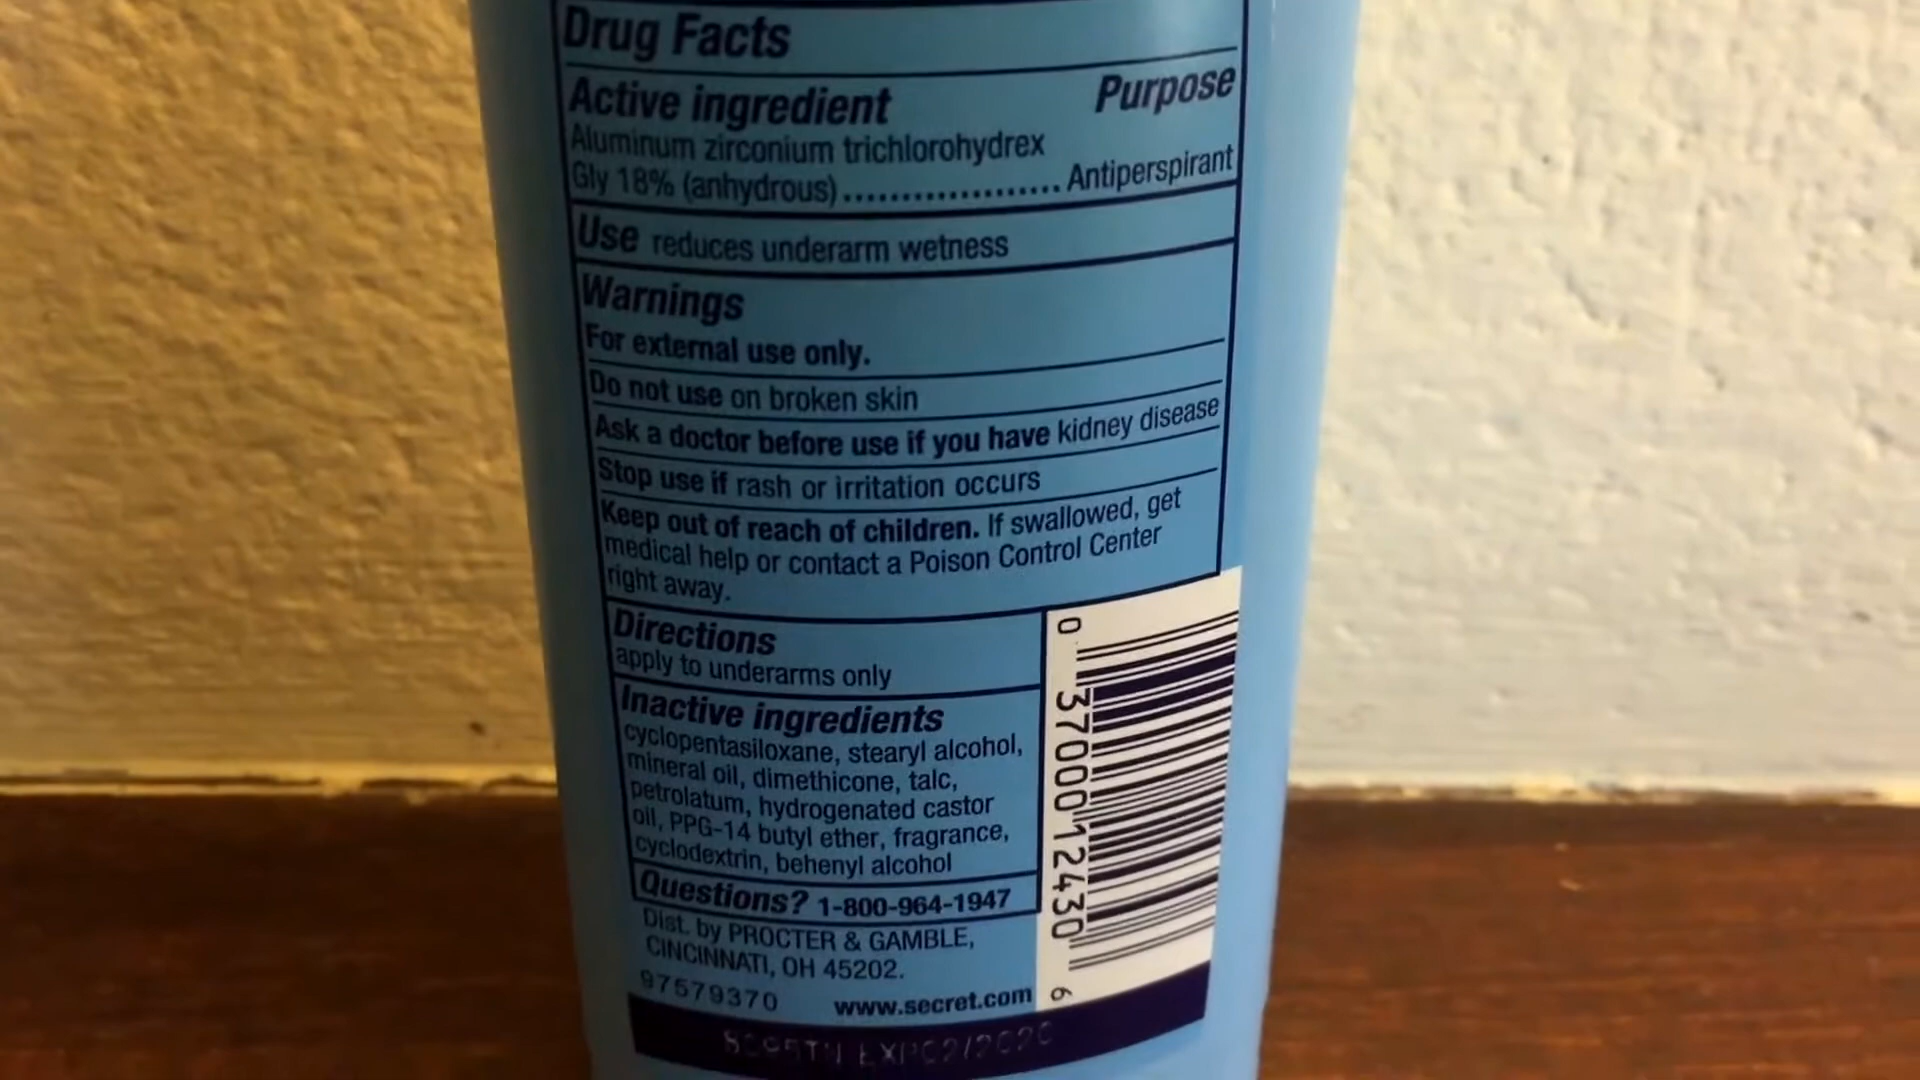 Drug Facts
Active ingredient Purpose
Aluminum zirconium trichlorohydrex
Gly 18% (anhydrous)................... Antiperspirant
Use reduces underarm wetness
Warnings
For external use only.
Do not use on broken skin
Ask a doctor before use if you have kidney disease
Stop use if rash or irritation occurs
Keep out of reach of children. If swallowed, get
medical help or contact a Poison Control Center
right away.
Directions
apply to underarms only
Inactive ingredients
cyclopentasiloxane, stearyl alcohol,
mineral oil, dimethicone, talc,
petrolatum, hydrogenated castor
oil, PPG-14 butyl ether, fragrance,
cyclodextrin, behenyl alcohol
Questions? 1-800-964-1947
Dist. by PROCTER & GAMBLE,
CINCINNATI, OH 45202.
97579370 www.secret.com
0 37000 12430 6
EXP02/2020